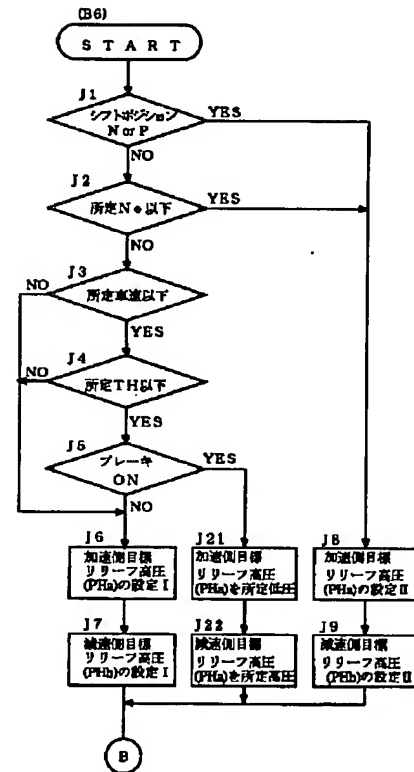 (B6)
START
J1
シフトポジション
N or P
YES
NO
J2
所定Ne以下
YES
NO
J3
NO
所定車速以下
YES
J4
NO
所定TH以下
YES
J5
ブレーキ
ON
YES
NO
J6
加速側目標
リリーフ高圧
(PHa)の設定Ⅰ
J21
加速側目標
リリーフ高圧
(PHa)を所定低圧
J8
加速側目標
リリーフ高圧
(PHa)の設定Ⅱ
J7
減速側目標
リリーフ高圧
(PHb)の設定Ⅰ
J22
減速側目標
リリーフ高圧
(PHa)を所定高圧
J9
減速側目標
リリーフ高圧
(PHb)の設定Ⅱ
B